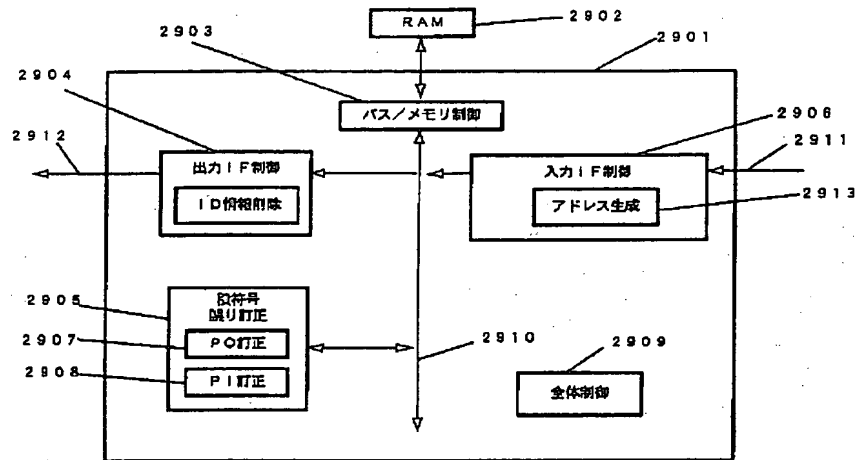 RAM
2902
2903
2901
2904
バス/メモリ制御
2906
2912
2911
出力IF制御
入力IF制御
ID情報削除
アドレス生成
2913
2905
積符号
誤り訂正
2907
PO訂正
2910
2909
2908
PI訂正
全体制御